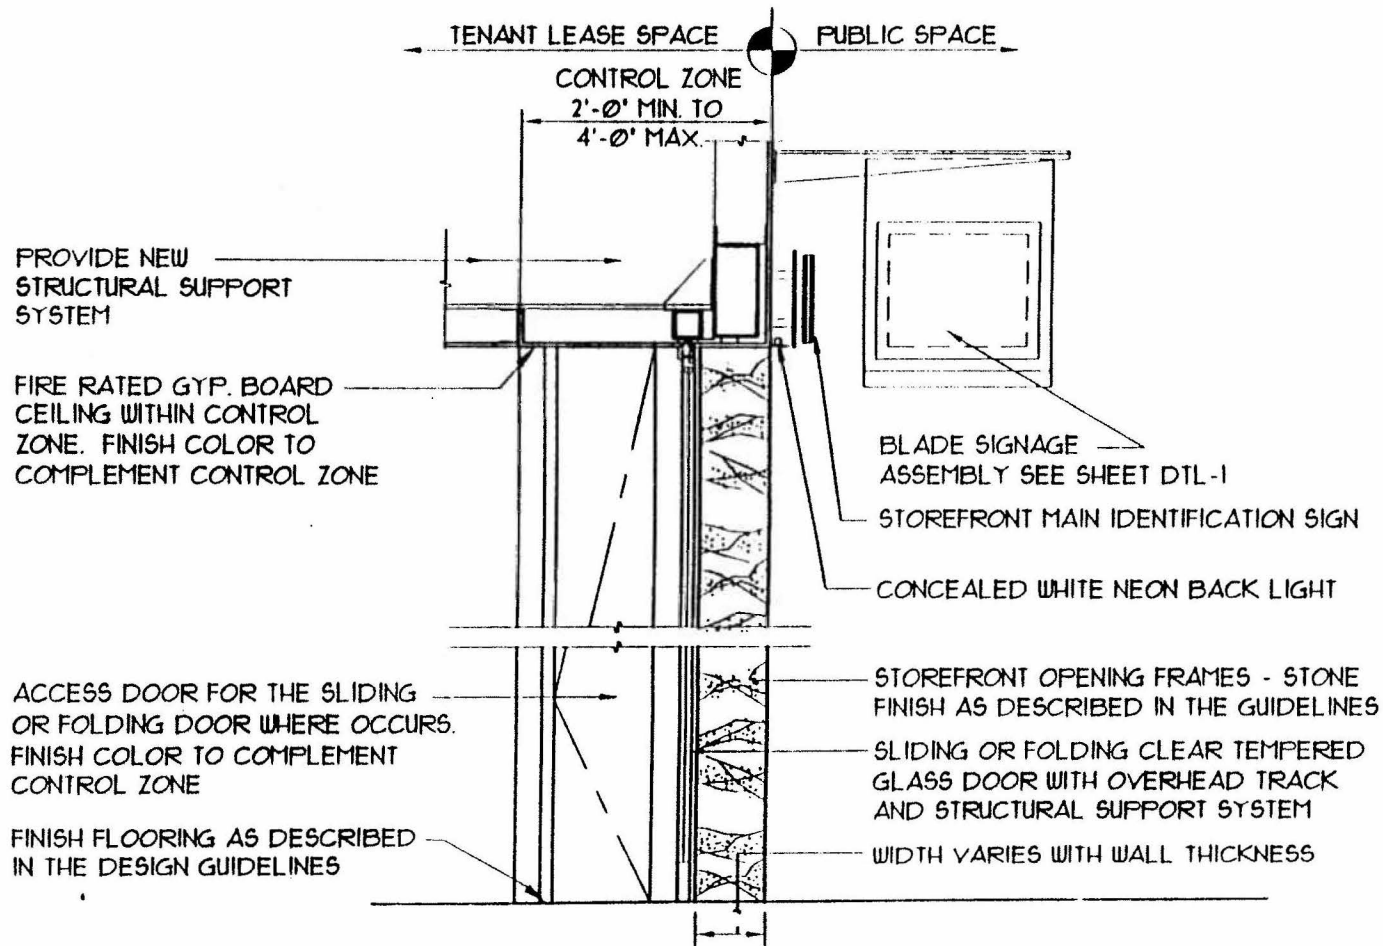 TENANT LEASE SPACE
PUBLIC SPACE
CONTROL ZONE
2'-Ø" MIN. TO
4'-Ø" MAX.
PROVIDE NEW
STRUCTURAL SUPPORT
SYSTEM
FIRE RATED GYP. BOARD
CEILING WITHIN CONTROL
ZONE. FINISH COLOR TO
COMPLEMENT CONTROL ZONE
BLADE SIGNAGE
ASSEMBLY SEE SHEET DTL-1
STOREFRONT MAIN IDENTIFICATION SIGN
CONCEALED WHITE NEON BACK LIGHT
ACCESS DOOR FOR THE SLIDING
OR FOLDING DOOR WHERE OCCURS.
FINISH COLOR TO COMPLEMENT
CONTROL ZONE
STOREFRONT OPENING FRAMES - STONE
FINISH AS DESCRIBED IN THE GUIDELINES
SLIDING OR FOLDING CLEAR TEMPERED
GLASS DOOR WITH OVERHEAD TRACK
AND STRUCTURAL SUPPORT SYSTEM
FINISH FLOORING AS DESCRIBED
IN THE DESIGN GUIDELINES
WIDTH VARIES WITH WALL THICKNESS